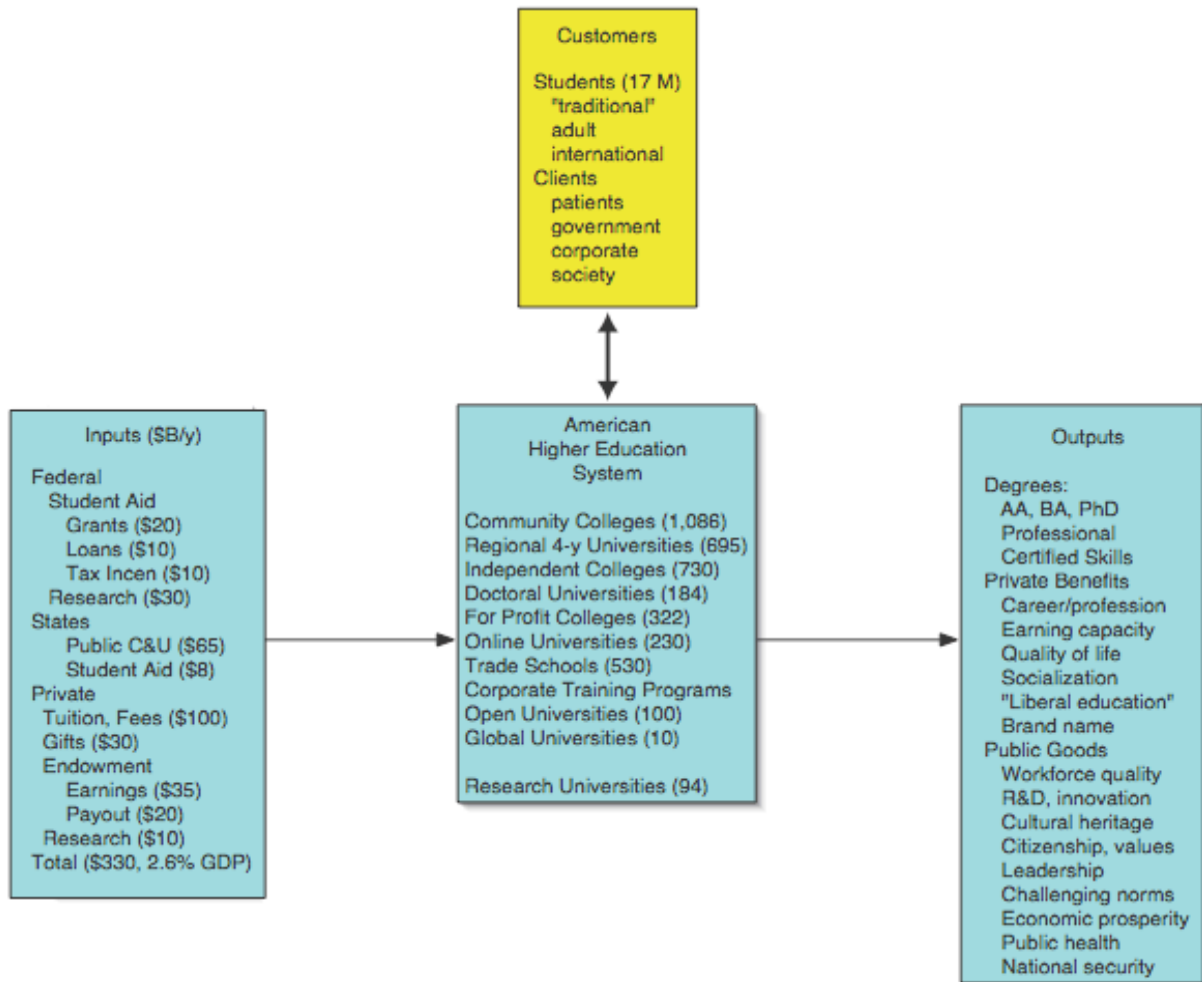 Customers
Students (17 M)
"traditional"
adult
international
Clients
patients
government
corporate
society
Inputs ($B/y)
Federal
Student Aid
Grants ($20)
Loans ($10)
Tax Incen ($10)
Research ($30)
States
Public C&U ($65)
Student Aid ($8)
Private
Tuition, Fees ($100)
Gifts ($30)
Endowment
Earnings ($35)
Payout ($20)
Research ($10)
Total ($330, 2.6% GDP)
American
Higher Education
System
Community Colleges (1,086)
Regional 4-y Universities (695)
Independent Colleges (730)
Doctoral Universities (184)
For Profit Colleges (322)
Online Universities (230)
Trade Schools (530)
Corporate Training Programs
Open Universities (100)
Global Universities (10)
Research Universities (94)
Outputs
Degrees:
AA, BA, PhD
Professional
Certified Skills
Private Benefits
Career/profession
Earning capacity
Quality of life
Socialization
"Liberal education"
Brand name
Public Goods
Workforce quality
R&D, innovation
Cultural heritage
Citizenship, values
Leadership
Challenging norms
Economic prosperity
Public health
National security